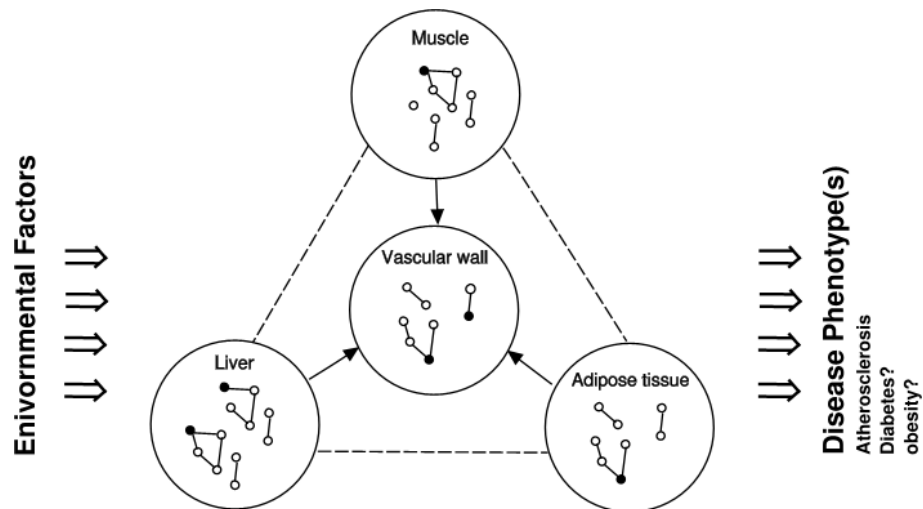 Muscle
Enivornmental Factors
Vascular wall
Liver
Adipose tissue
Disease Phenotype(s)
Atherosclerosis
Diabetes?
obesity?